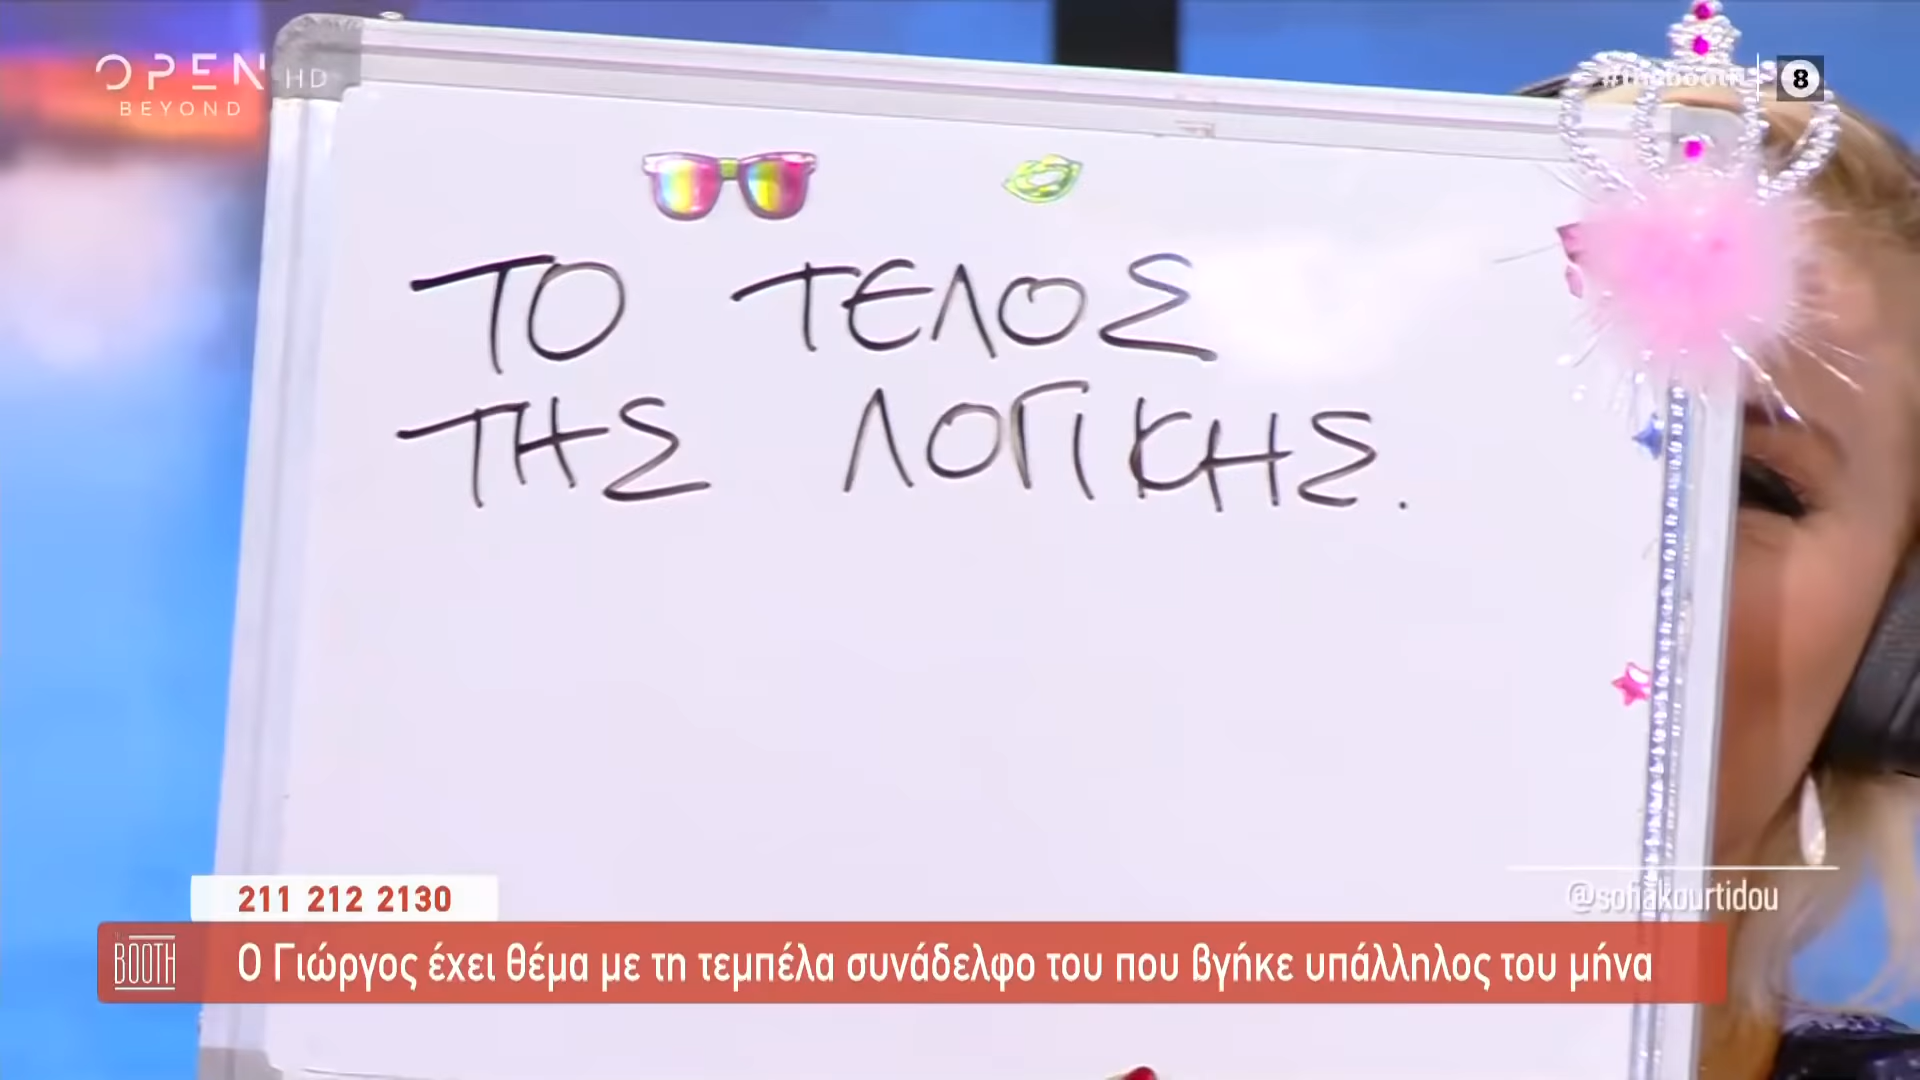 OPEN HD
BEYOND
#thebooth
8
ΤΟ ΤΕΛΟΣ
ΤΗΣ ΛΟΓΙΚΗΣ.
211 212 2130
@sofiakourtidou
BOOTH
Ο Γιώργος έχει θέμα με τη τεμπέλα συνάδελφο του που βγήκε υπάλληλος του μήνα